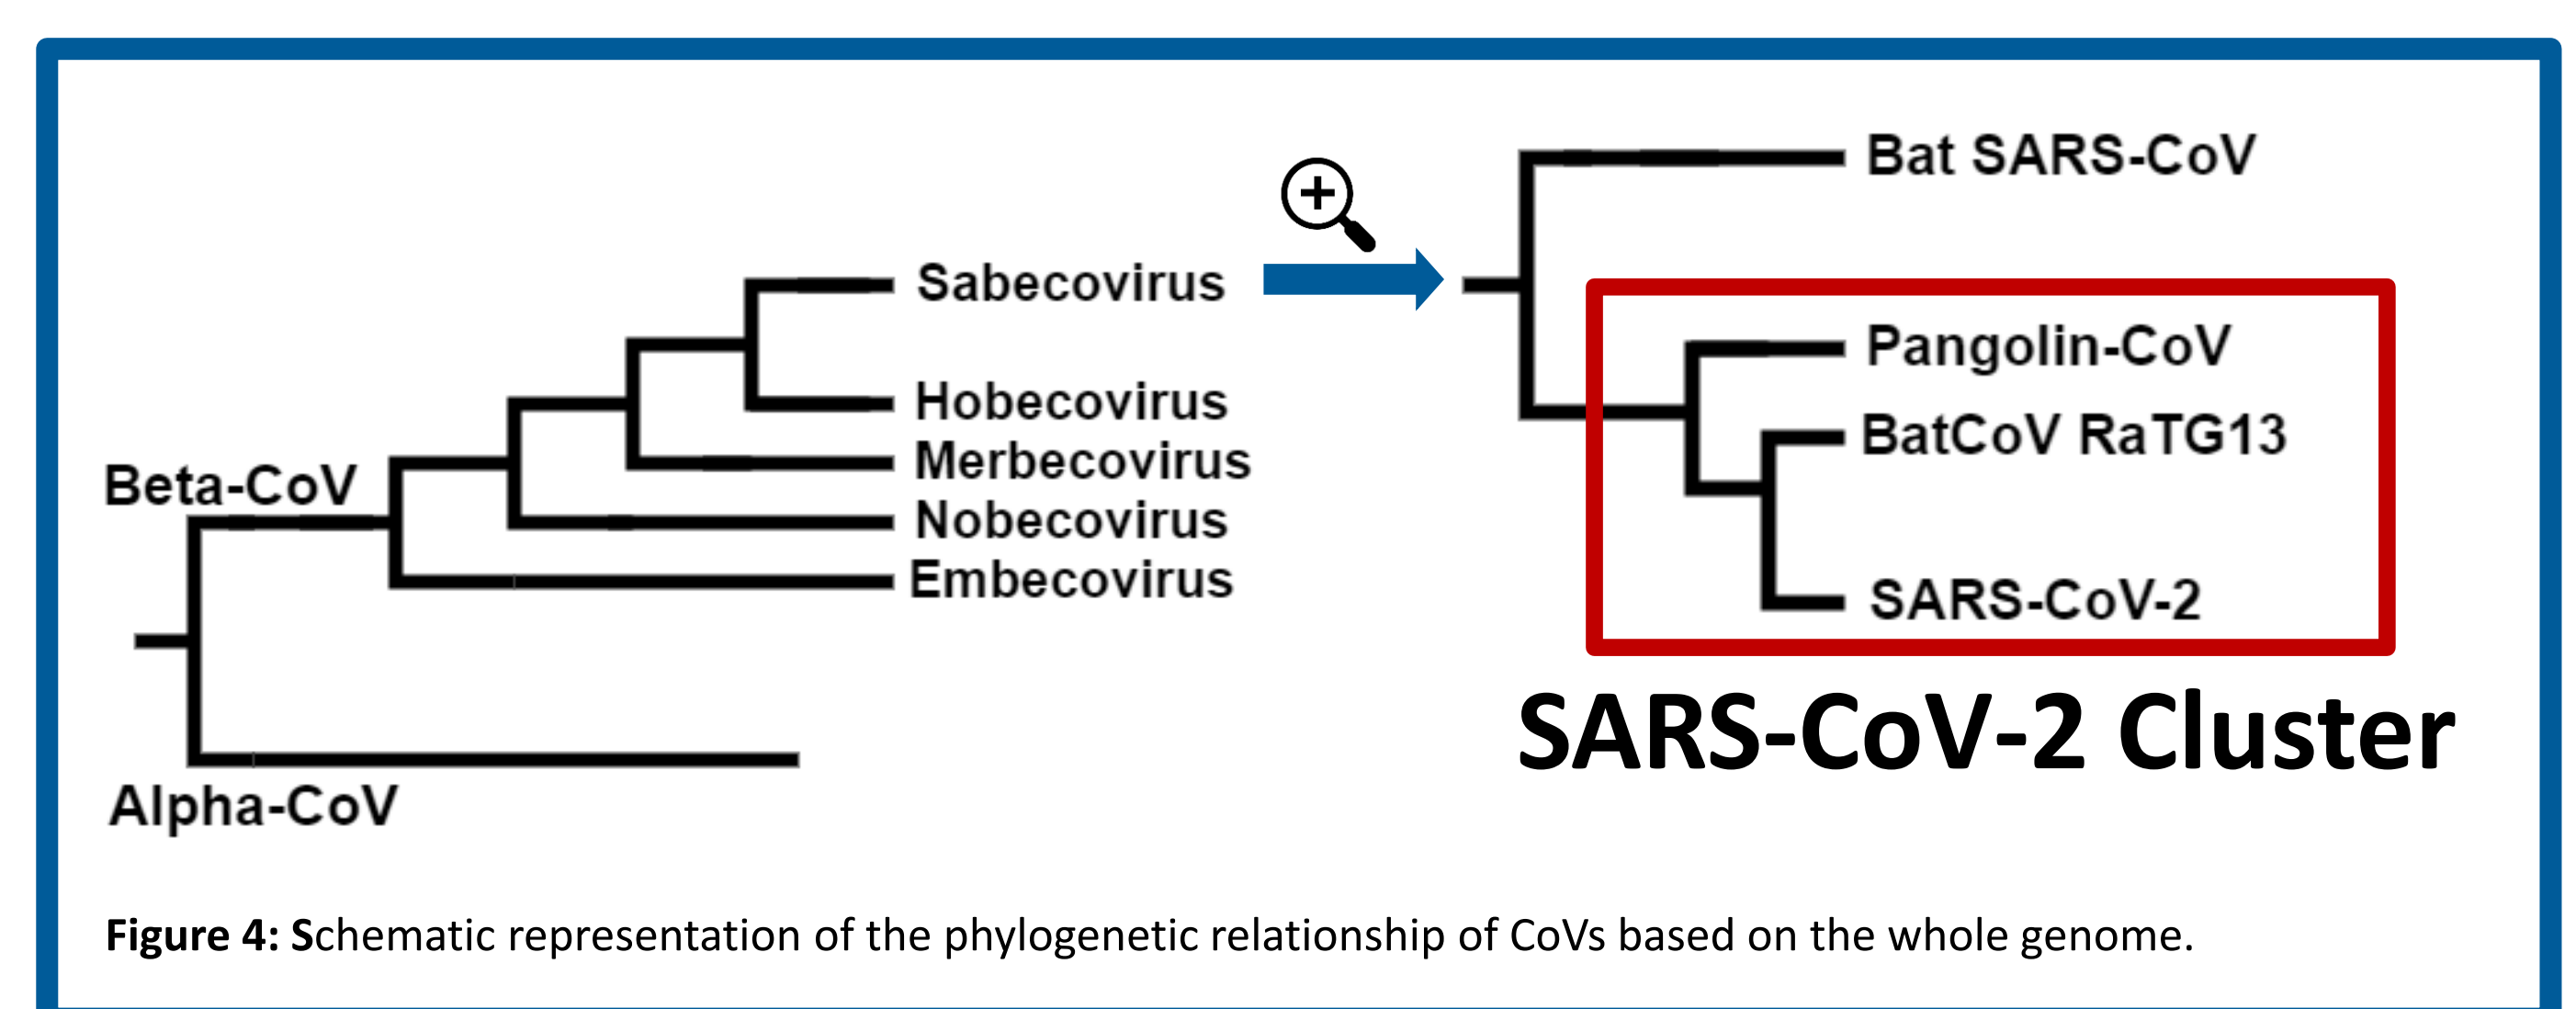 Bat SARS-CoV
Sabecovirus
Pangolin-CoV
Hobecovirus
BatCoV RaTG13
Merbecovirus
Beta-CoV
Nobecovirus
Embecovirus
SARS-CoV-2
SARS-CoV-2 Cluster
Alpha-CoV
Figure 4: Schematic representation of the phylogenetic relationship of CoVs based on the whole genome.